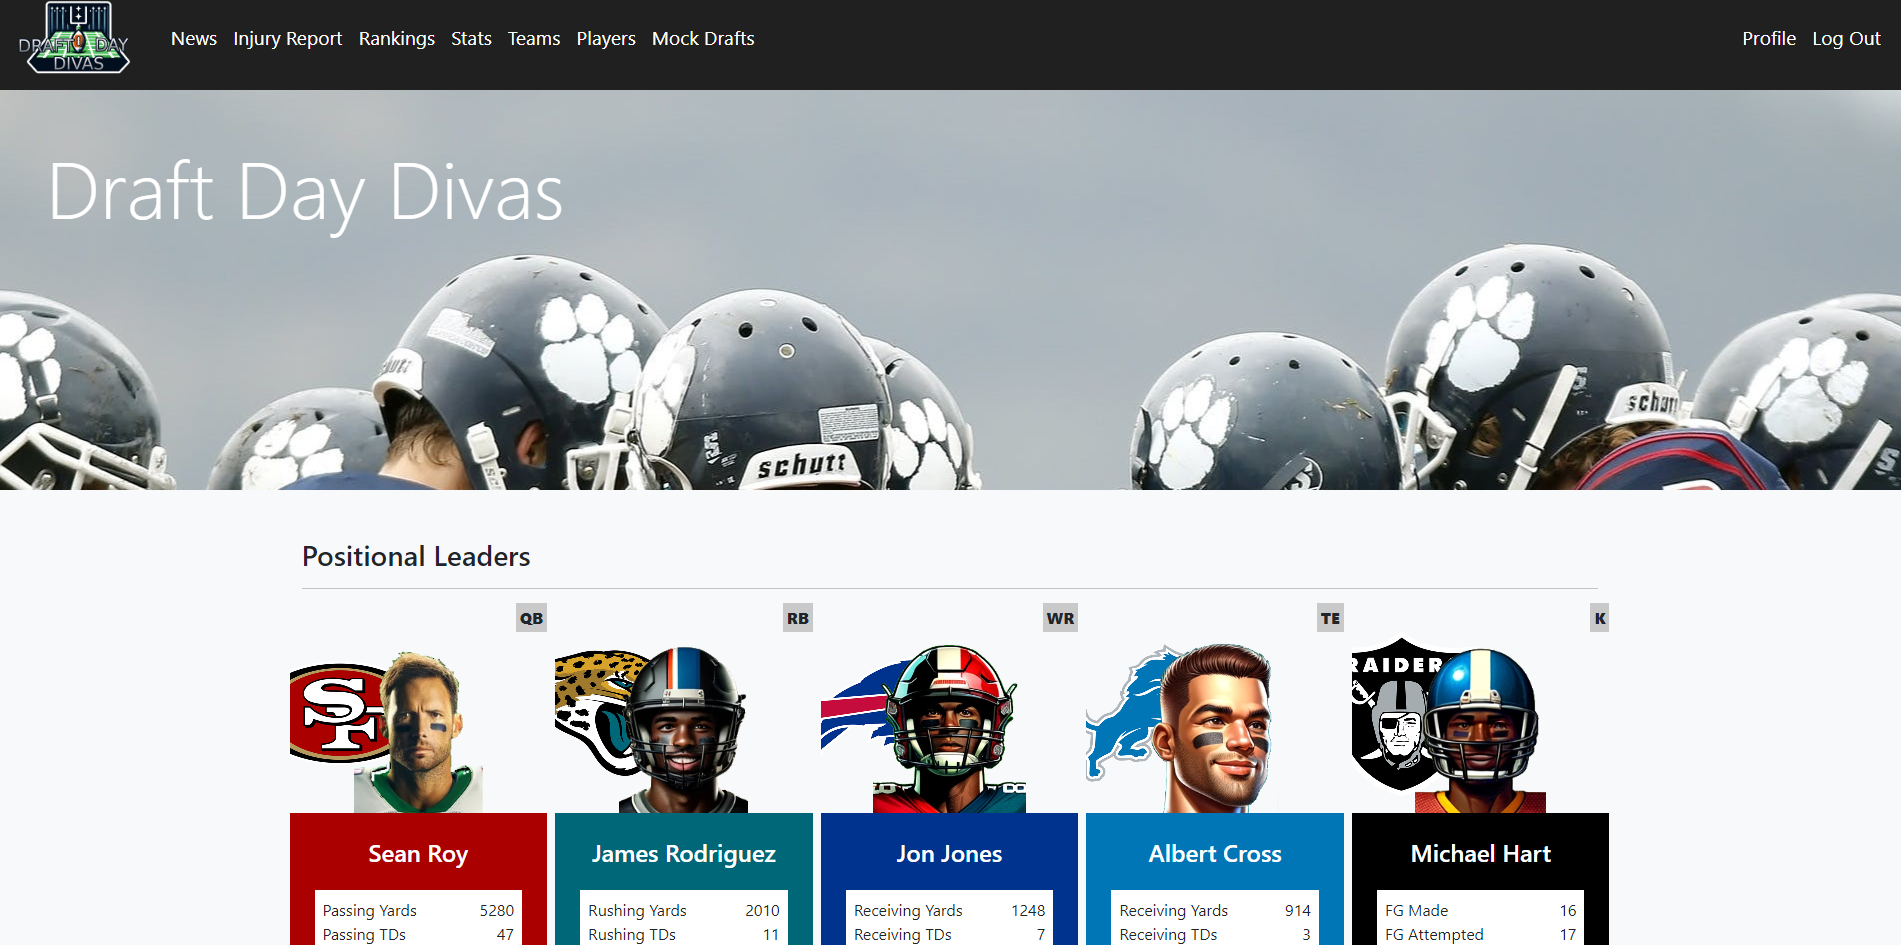 DRAFT DAY
DIVAS
News Injury Report Rankings Stats Teams Players Mock Drafts Profile Log Out
Draft Day Divas
schutt
schutt
schutt
Positional Leaders
QB RB WR TE K
SF
RAIDERS
Sean Roy James Rodriguez Jon Jones Albert Cross Michael Hart
Passing Yards 5280 Rushing Yards 2010 Receiving Yards 1248 Receiving Yards 914 FG Made 16
Passing TDs 47 Rushing TDs 11 Receiving TDs 7 Receiving TDs 3 FG Attempted 17